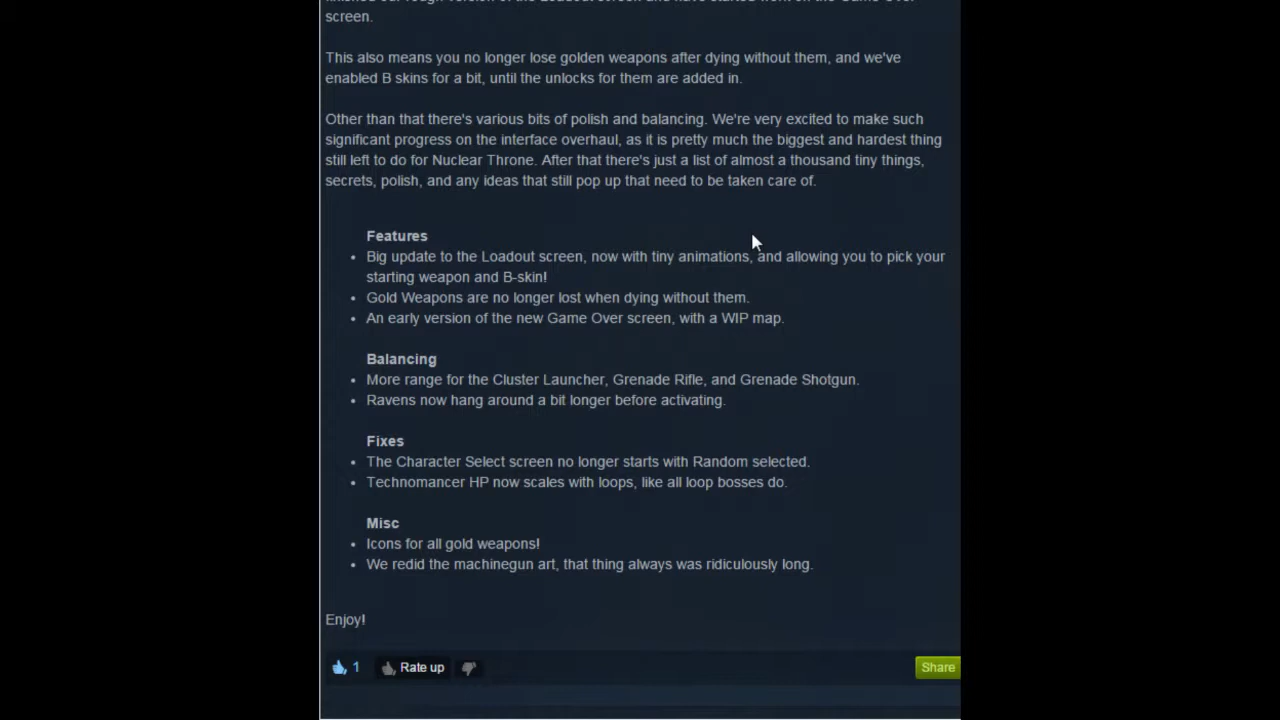 screen.
This also means you no longer lose golden weapons after dying without them, and we've
enabled B skins for a bit, until the unlocks for them are added in.
Other than that there's various bits of polish and balancing. We're very excited to make such
significant progress on the interface overhaul, as it is pretty much the biggest and hardest thing
still left to do for Nuclear Throne. After that there's just a list of almost a thousand tiny things,
secrets, polish, and any ideas that still pop up that need to be taken care of.
Features
• Big update to the Loadout screen, now with tiny animations, and allowing you to pick your
starting weapon and B-skin!
• Gold Weapons are no longer lost when dying without them.
• An early version of the new Game Over screen, with a WIP map.
Balancing
• More range for the Cluster Launcher, Grenade Rifle, and Grenade Shotgun.
• Ravens now hang around a bit longer before activating.
Fixes
• The Character Select screen no longer starts with Random selected.
• Technomancer HP now scales with loops, like all loop bosses do.
Misc
• Icons for all gold weapons!
• We redid the machinegun art, that thing always was ridiculously long.
Enjoy!
1 Rate up Share